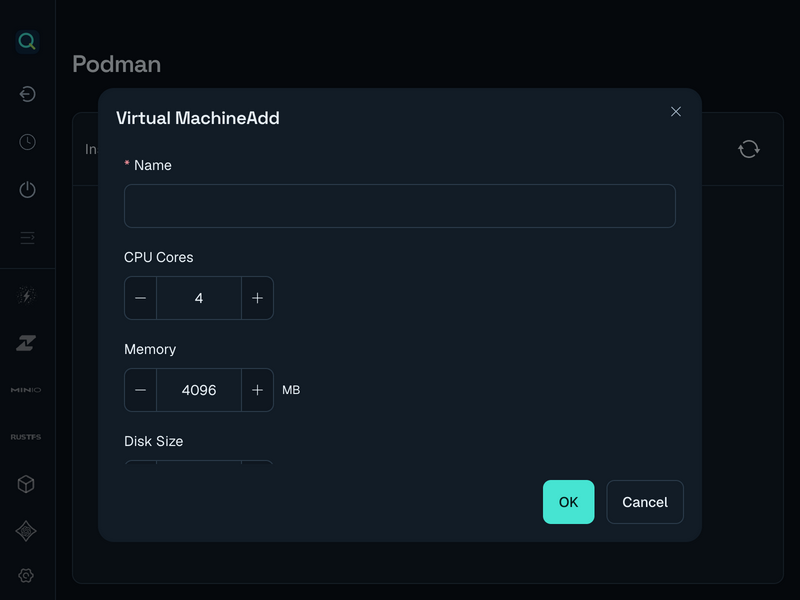 Podman
In
Virtual MachineAdd
* Name
CPU Cores
4
Memory
4096 MB
Disk Size
OK Cancel
MINIO
RUSTFS